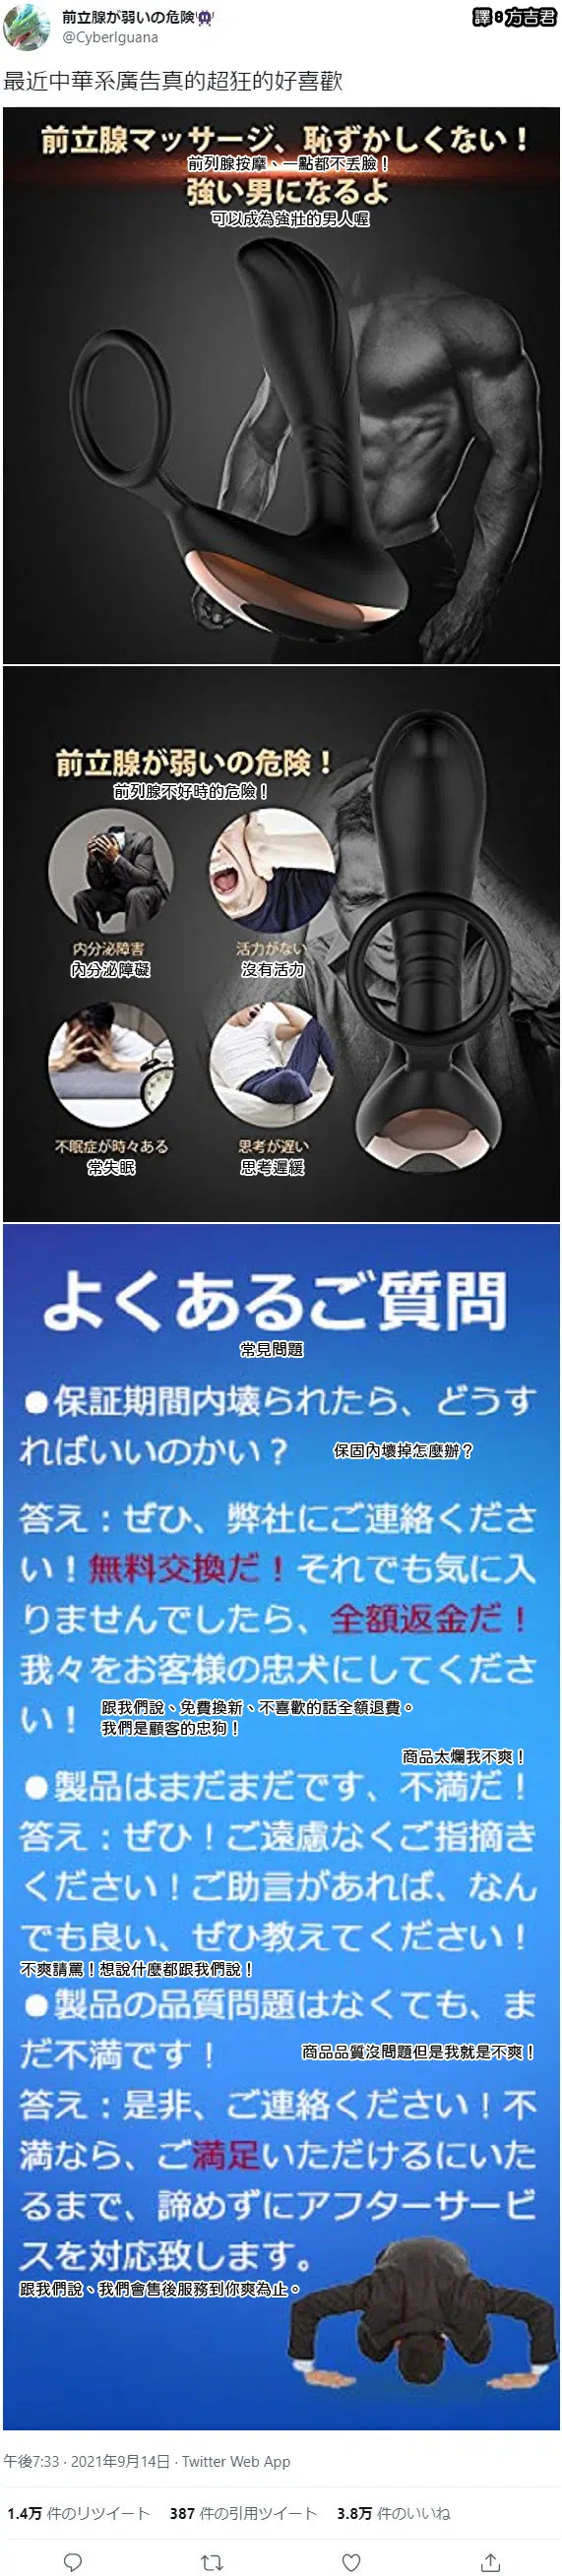 前立腺が弱いの危険
@CyberIguana
譯8方吉君
最近中華系廣告真的超狂的好喜歡
前立腺マッサージ、恥ずかしくない！
前列腺按摩、一點都不丟臉！
強い男になるよ
可以成為強壯的男人喔
前立腺が弱いの危険！
前列腺不好時的危險！
内分泌障害
內分泌障礙
活力がない
沒有活力
不眠症が時々ある
常失眠
思考が遅い
思考遲緩
よくあるご質問
常見問題
●保証期間内壊られたら、どうす
ればいいのかい？
保固內壞掉怎麼辦？
答え：ぜひ、弊社にご連絡くださ
い！無料交換だ！それでも気に入
りませんでしたら、全額返金だ！
我々をお客様の忠犬にしてくださ
い！
跟我們說、免費換新、不喜歡的話全額退費。
我們是顧客的忠狗！
商品太爛我不爽！
●製品はまだまだです、不満だ！
答え：ぜひ！ご遠慮なくご指摘き
ください！ご助言があれば、なん
でも良い、ぜひ教えてください！
不爽請罵！想說什麼都跟我們說！
●製品の品質問題はなくても、ま
だ不満です！
商品品質沒問題但是我就是不爽！
答え：是非、ご連絡ください！不
満なら、ご満足いただけるにいた
るまで、諦めずにアフターサービ
スを対応致します。
跟我們說、我們會售後服務到你爽為止。
午後7:33 · 2021年9月14日 · Twitter Web App
1.4万 件のリツイート 387 件の引用ツイート 3.8万 件のいいね